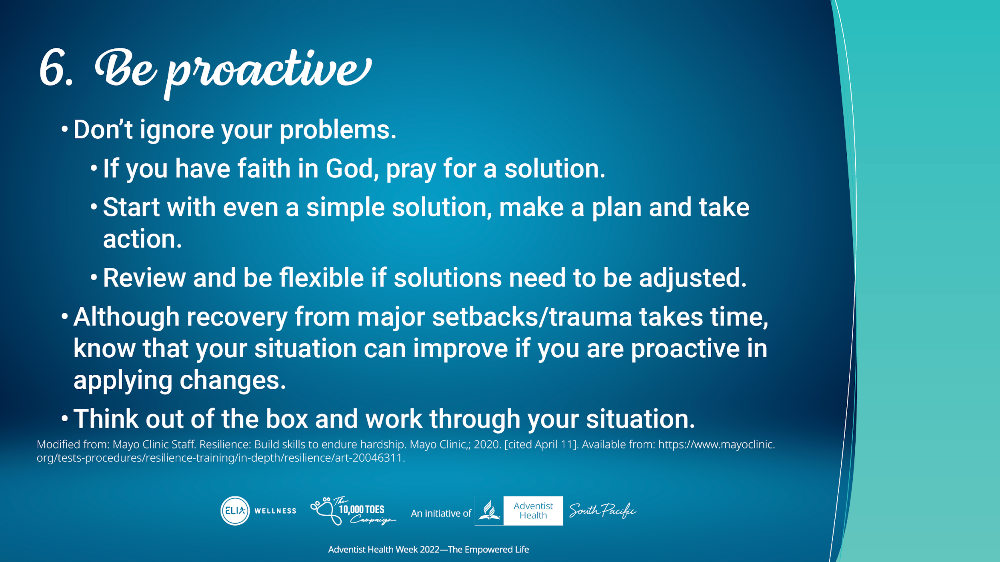 6. Be proactive
• Don’t ignore your problems.
• If you have faith in God, pray for a solution.
• Start with even a simple solution, make a plan and take
action.
• Review and be flexible if solutions need to be adjusted.
• Although recovery from major setbacks/trauma takes time,
know that your situation can improve if you are proactive in
applying changes.
• Think out of the box and work through your situation.
Modified from: Mayo Clinic Staff. Resilience: Build skills to endure hardship. Mayo Clinic,; 2020. [cited April 11]. Available from: https://www.mayoclinic.
org/tests-procedures/resilience-training/in-depth/resilience/art-20046311.
ELIA WELLNESS
The
10,000 TOES
Campaign
An initiative of
Adventist
Health
South Pacific
Adventist Health Week 2022—The Empowered Life